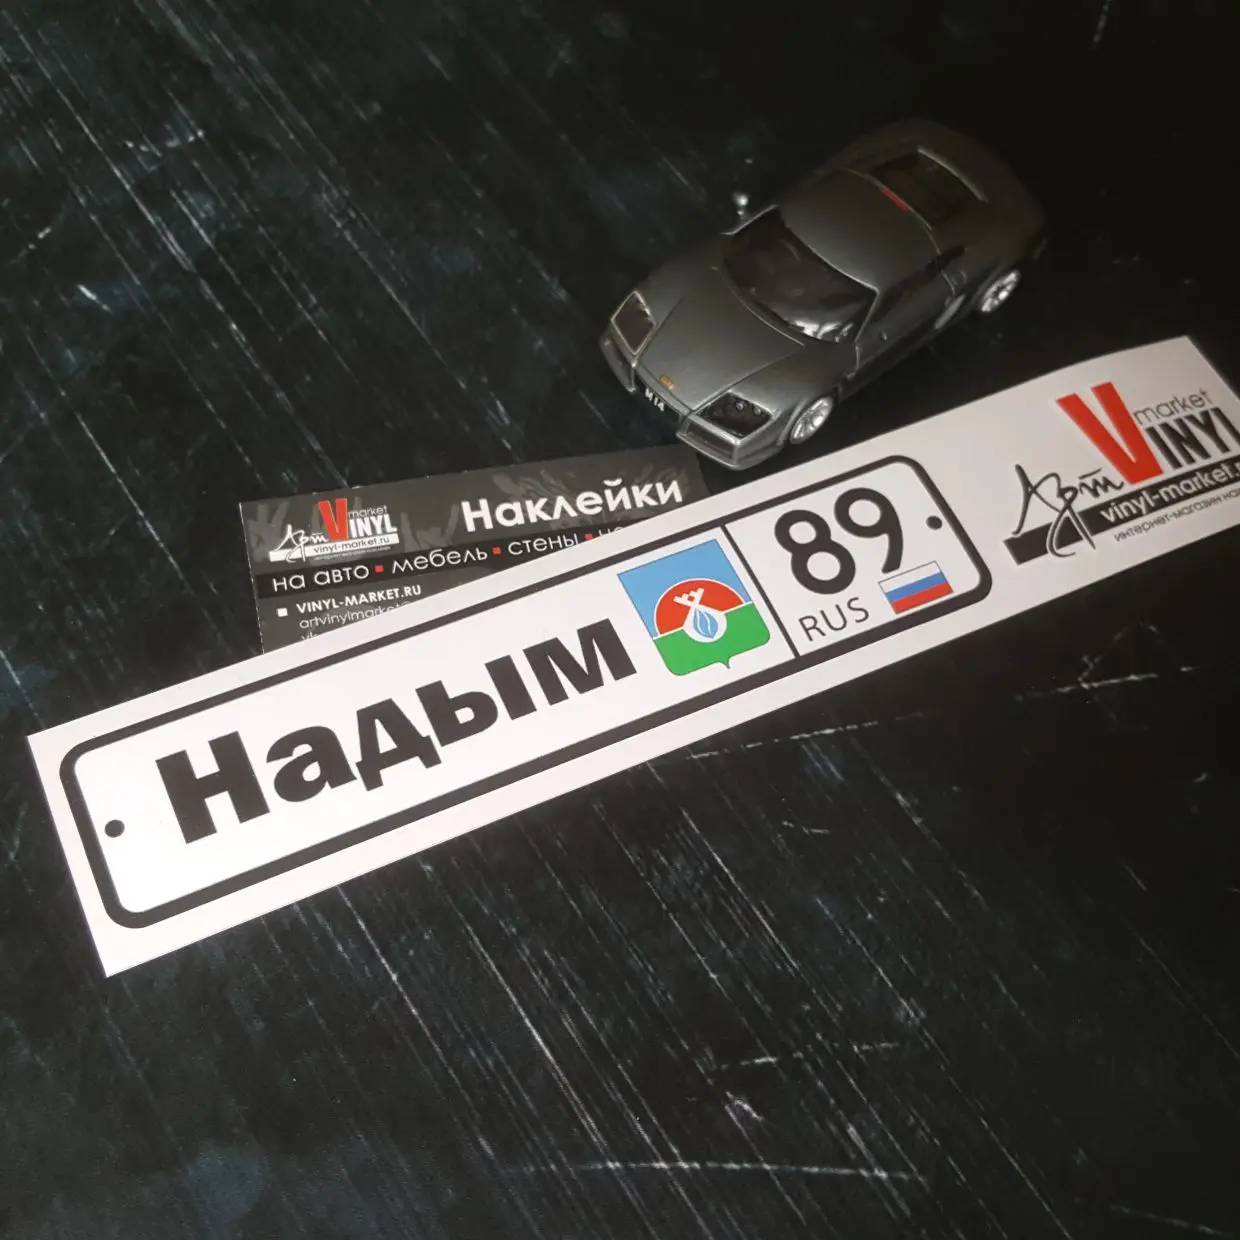 Арт VINYL market
vinyl-market.ru
Наклейки
на авто • мебель • стены •
VINYL-MARKET.RU
Надым
89
RUS
Арт VINYL market
vinyl-market.
интернет-магазин
M14